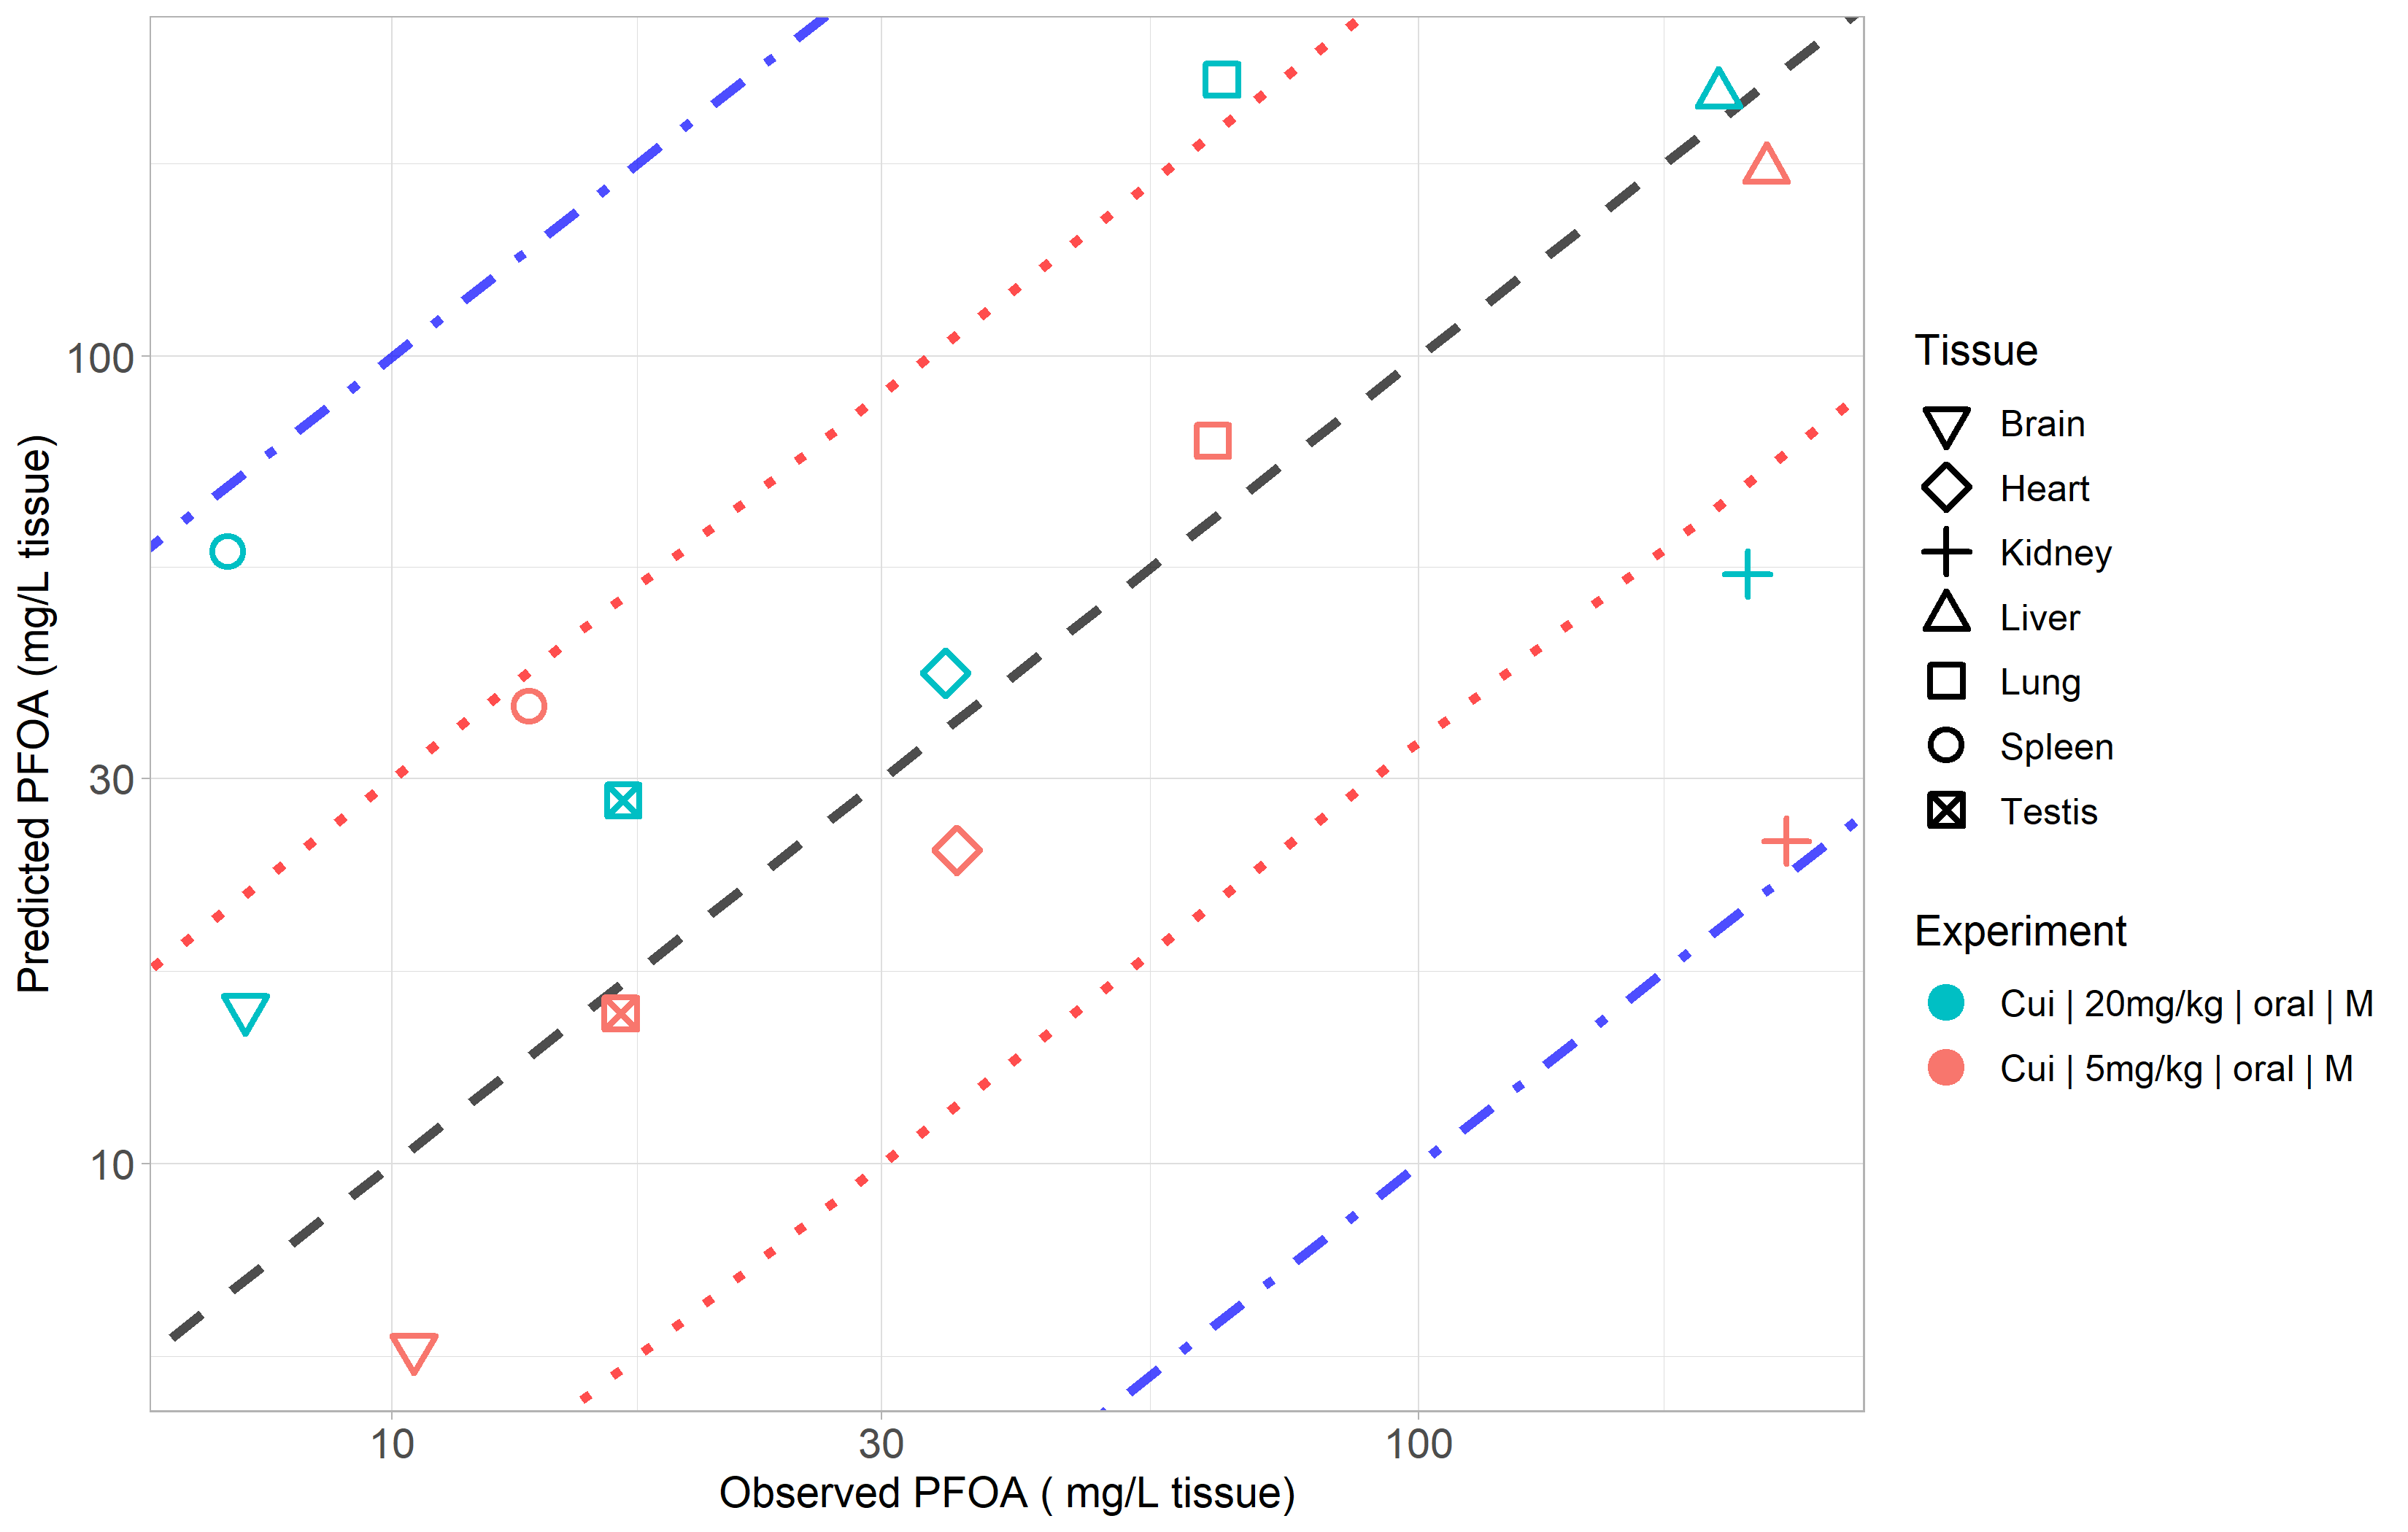 Predicted PFOA (mg/L tissue)
100
30
10
10
30
100
Observed PFOA ( mg/L tissue)
Tissue
Brain
Heart
Kidney
Liver
Lung
Spleen
Testis
Experiment
Cui | 20mg/kg | oral | M
Cui | 5mg/kg | oral | M